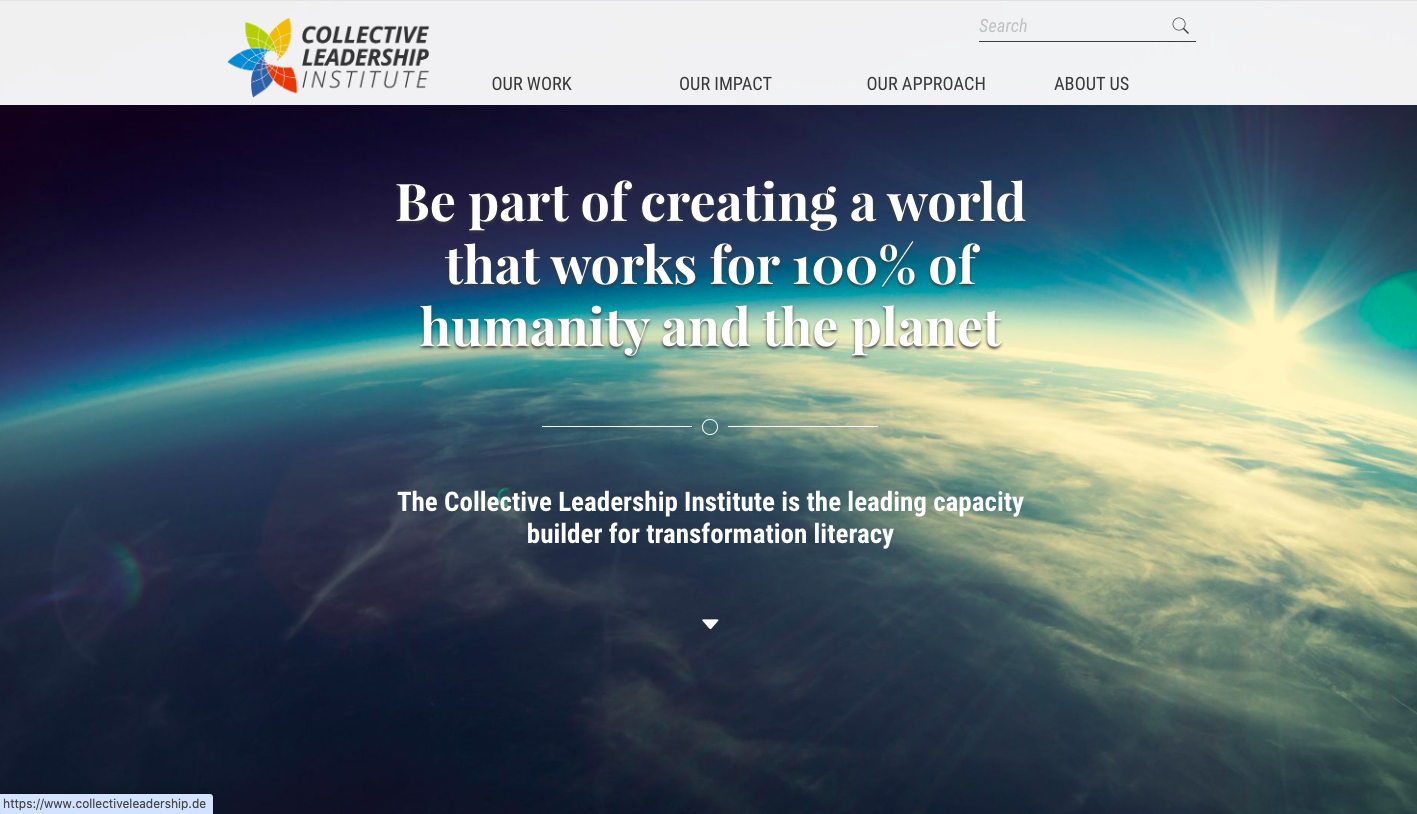 COLLECTIVE
LEADERSHIP
INSTITUTE
Search
OUR WORK
OUR IMPACT
OUR APPROACH
ABOUT US
Be part of creating a world
that works for 100% of
humanity and the planet
The Collective Leadership Institute is the leading capacity
builder for transformation literacy
https://www.collectiveleadership.de